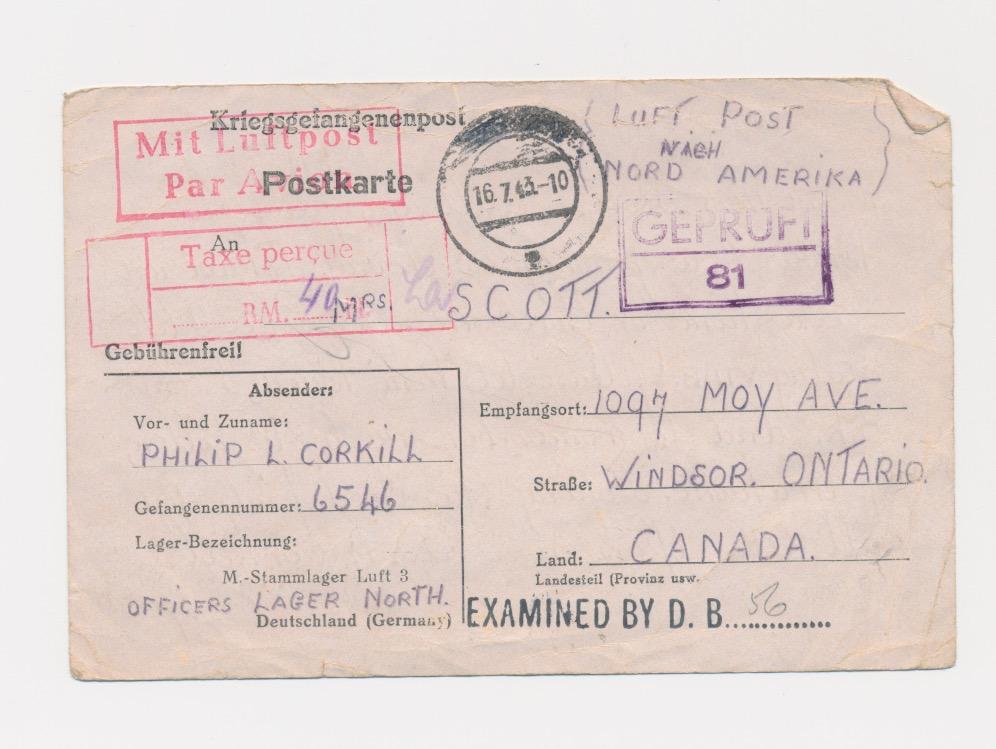 Kriegsgefangenenpost
Mit Luftpost
Par Avion
Postkarte
16.7.43.-10
( LUFT POST
NACH
NORD AMERIKA )
GEPRÜFT
81
An
Taxe perçue
RM. 40
MRS. SCOTT.
Gebührenfrei!
Absender:
Vor- und Zuname:
PHILIP L. CORKILL
Gefangenennummer: 6546
Lager-Bezeichnung:
M.-Stammlager Luft 3
OFFICERS LAGER NORTH.
Deutschland (Germany)
Empfangsort: 1097 MOY AVE.
Straße: WINDSOR. ONTARIO.
Land: CANADA.
Landesteil (Provinz usw.
EXAMINED BY D. B. 56